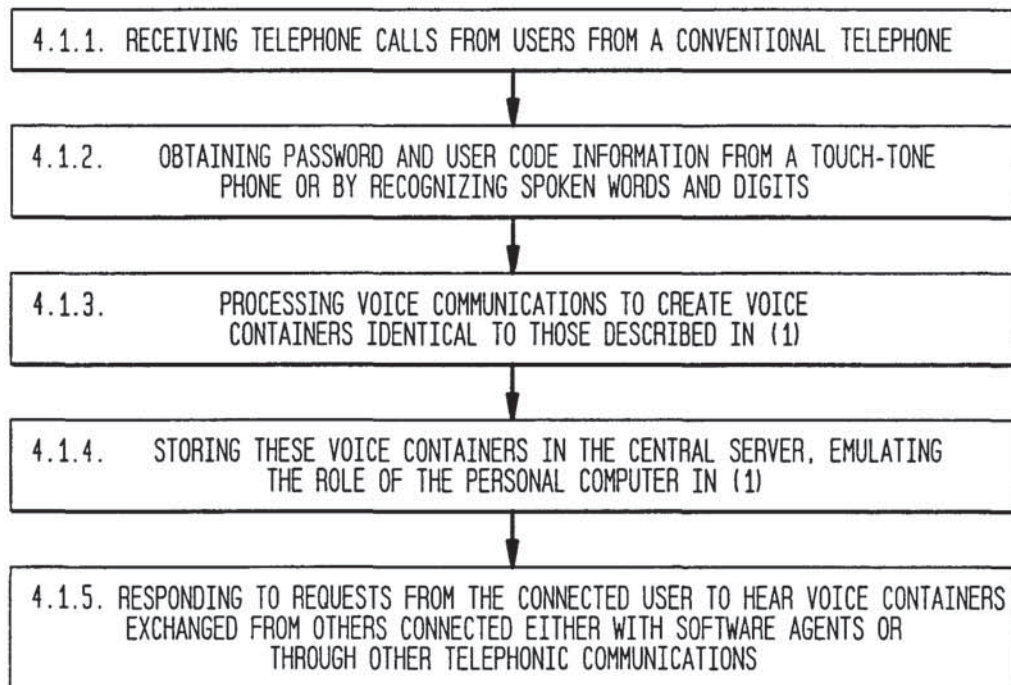 4.1.1. RECEIVING TELEPHONE CALLS FROM USERS FROM A CONVENTIONAL TELEPHONE
4.1.2. OBTAINING PASSWORD AND USER CODE INFORMATION FROM A TOUCH-TONE
PHONE OR BY RECOGNIZING SPOKEN WORDS AND DIGITS
4.1.3. PROCESSING VOICE COMMUNICATIONS TO CREATE VOICE
CONTAINERS IDENTICAL TO THOSE DESCRIBED IN (1)
4.1.4. STORING THESE VOICE CONTAINERS IN THE CENTRAL SERVER, EMULATING
THE ROLE OF THE PERSONAL COMPUTER IN (1)
4.1.5. RESPONDING TO REQUESTS FROM THE CONNECTED USER TO HEAR VOICE CONTAINERS
EXCHANGED FROM OTHERS CONNECTED EITHER WITH SOFTWARE AGENTS OR
THROUGH OTHER TELEPHONIC COMMUNICATIONS